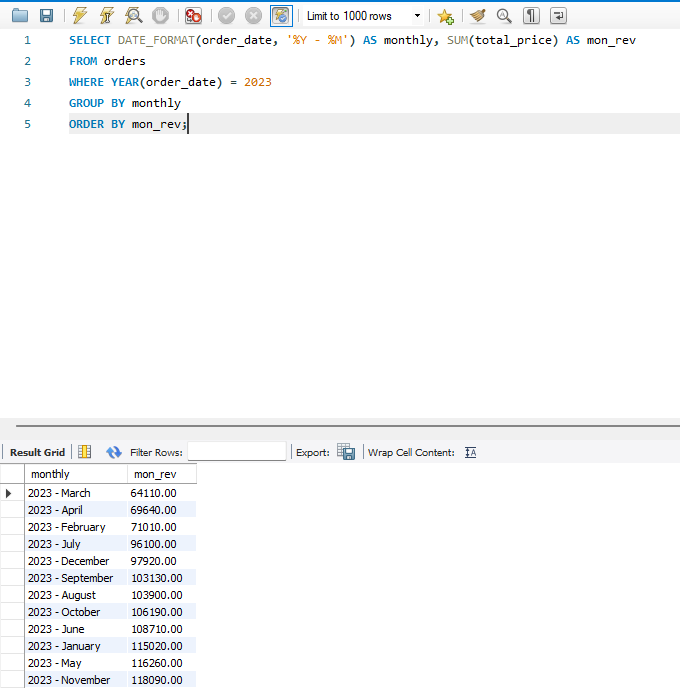 Limit to 1000 rows
1 SELECT DATE_FORMAT(order_date, '%Y - %M') AS monthly, SUM(total_price) AS mon_rev
2 FROM orders
3 WHERE YEAR(order_date) = 2023
4 GROUP BY monthly
5 ORDER BY mon_rev;
Result Grid Filter Rows: Export: Wrap Cell Content: IA
monthly mon_rev
2023 - March 64110.00
2023 - April 69640.00
2023 - February 71010.00
2023 - July 96100.00
2023 - December 97920.00
2023 - September 103130.00
2023 - August 103900.00
2023 - October 106190.00
2023 - June 108710.00
2023 - January 115020.00
2023 - May 116260.00
2023 - November 118090.00